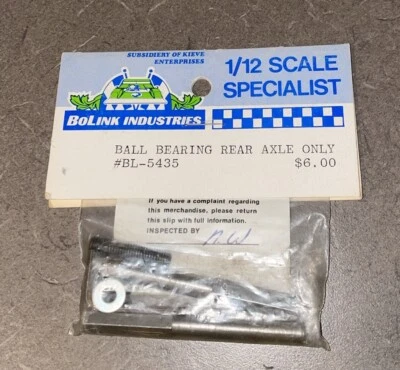 SUBSIDIERY OF KIEVE
ENTERPRISES
1/12 SCALE
SPECIALIST
BOLINK INDUSTRIES
BALL BEARING REAR AXLE ONLY
#BL-5435 $6.00
If you have a complaint regarding
this merchandise, please return
this slip with full information.
INSPECTED BY